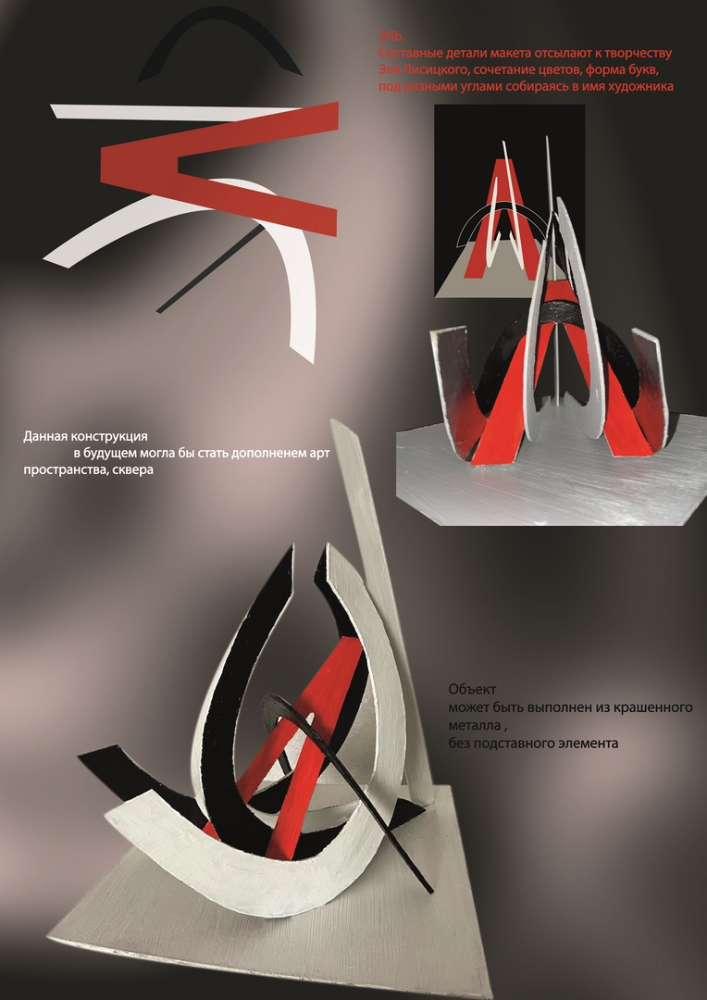 ЭЛЬ.
Составные детали макета отсылают к творчеству
Эля Лисицкого, сочетание цветов, форма букв,
под разными углами собираясь в имя художника
Данная конструкция
в будущем могла бы стать дополненем арт
пространства, сквера
Объект
может быть выполнен из крашенного
металла ,
без подставного элемента